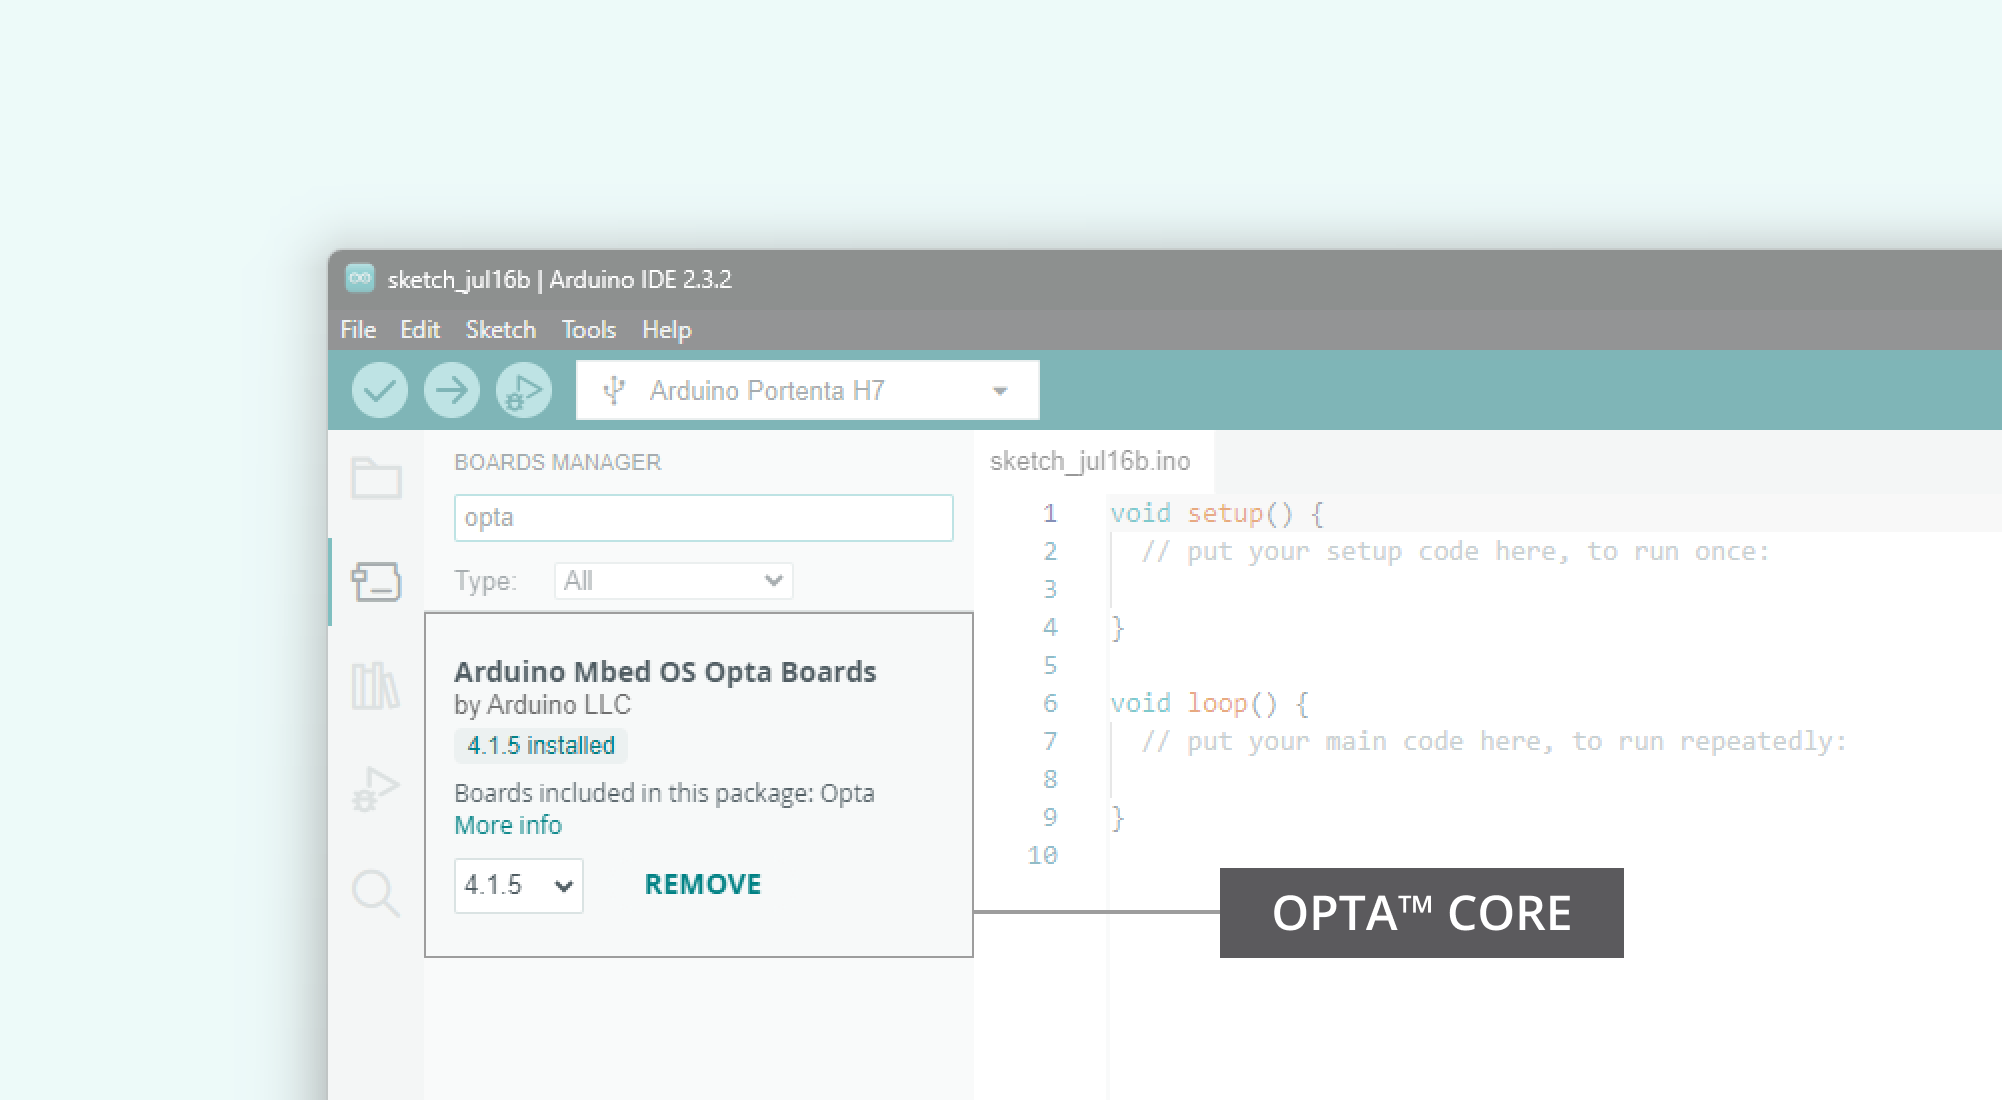 sketch_jul16b | Arduino IDE 2.3.2
File Edit Sketch Tools Help
Arduino Portenta H7
BOARDS MANAGER
opta
Type: All
Arduino Mbed OS Opta Boards
by Arduino LLC
4.1.5 installed
Boards included in this package: Opta
More info
4.1.5 REMOVE
sketch_jul16b.ino
1 void setup() {
2 // put your setup code here, to run once:
3
4 }
5
6 void loop() {
7 // put your main code here, to run repeatedly:
8
9 }
10
OPTA™ CORE